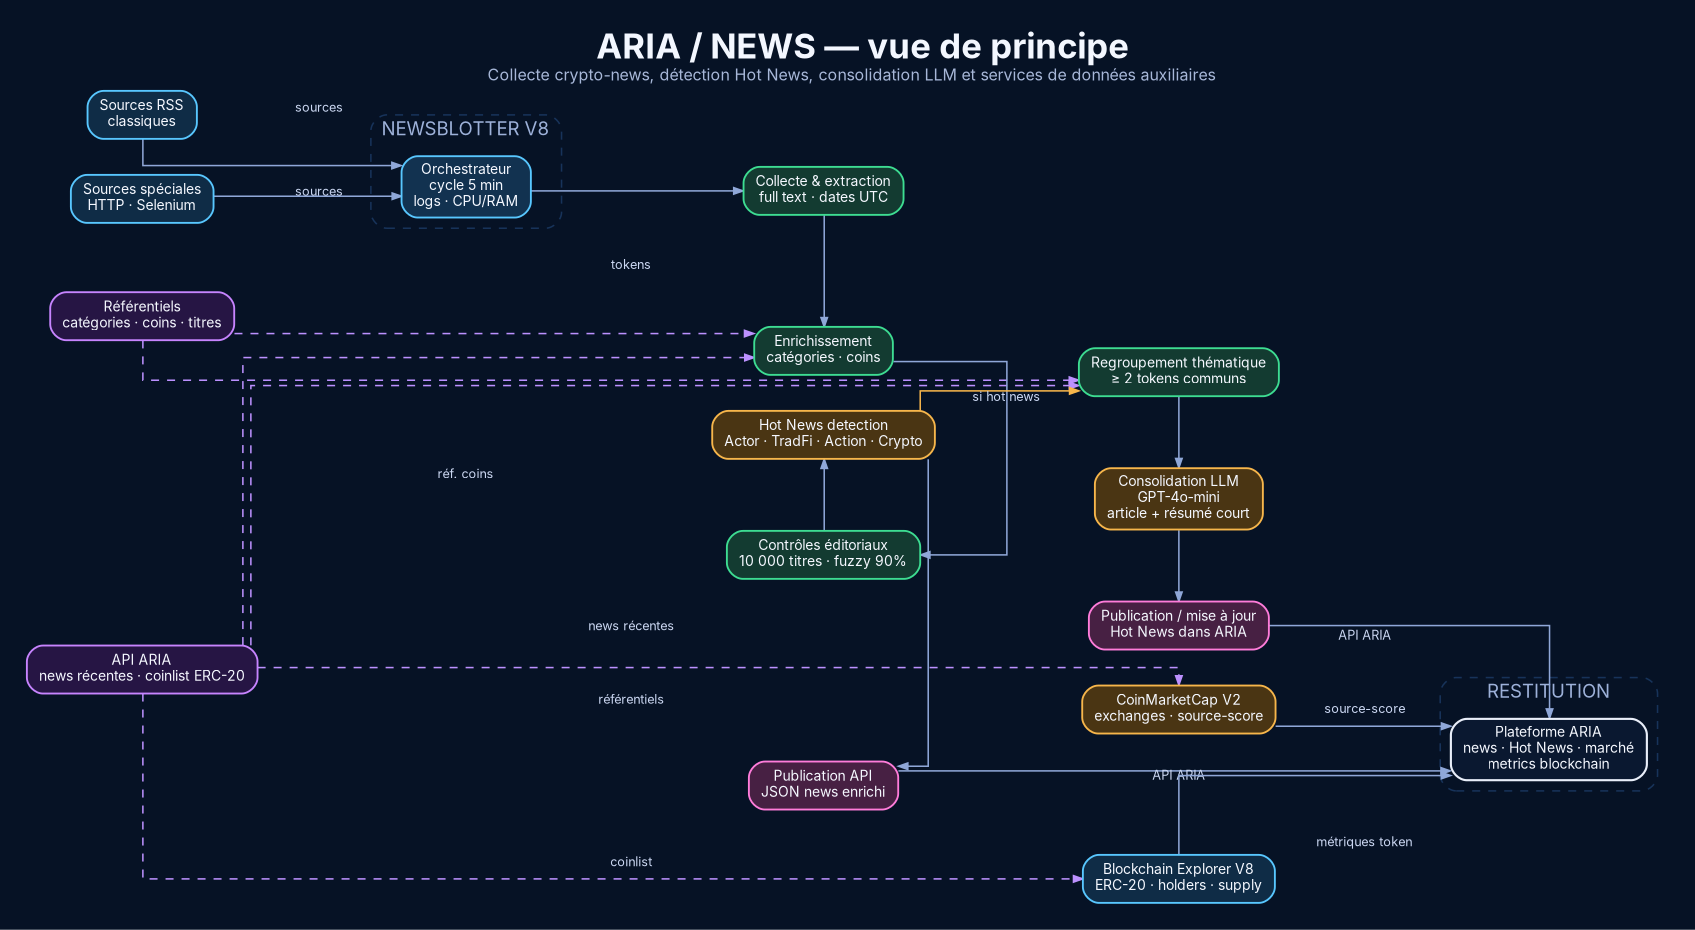 ARIA / NEWS — vue de principe
Collecte crypto-news, détection Hot News, consolidation LLM et services de données auxiliaires
Sources RSS
classiques
sources
NEWSBLOTTER V8
Orchestrateur
cycle 5 min
logs · CPU/RAM
Sources spéciales
HTTP · Selenium
sources
Collecte & extraction
full text · dates UTC
tokens
Référentiels
catégories · coins · titres
Enrichissement
catégories · coins
Regroupement thématique
≥ 2 tokens communs
si hot news
Hot News detection
Actor · TradFi · Action · Crypto
réf. coins
Consolidation LLM
GPT-4o-mini
article + résumé court
Contrôles éditoriaux
10 000 titres · fuzzy 90%
news récentes
Publication / mise à jour
Hot News dans ARIA
API ARIA
API ARIA
news récentes · coinlist ERC-20
référentiels
CoinMarketCap V2
exchanges · source-score
source-score
RESTITUTION
Plateforme ARIA
news · Hot News · marché
metrics blockchain
Publication API
JSON news enrichi
API ARIA
métriques token
coinlist
Blockchain Explorer V8
ERC-20 · holders · supply